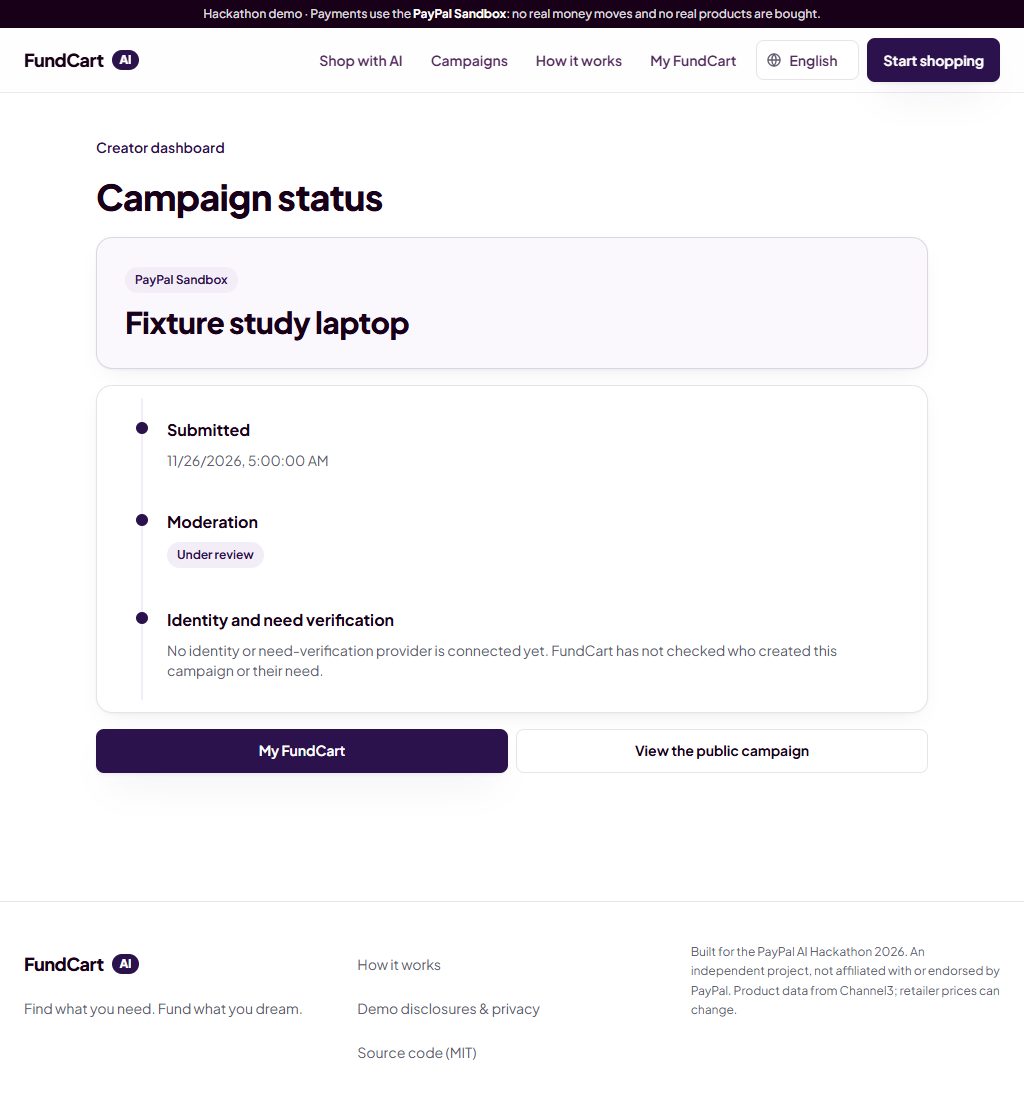 Hackathon demo · Payments use the PayPal Sandbox: no real money moves and no real products are bought.
FundCart AI
Shop with AI
Campaigns
How it works
My FundCart
English
Start shopping
Creator dashboard
Campaign status
PayPal Sandbox
Fixture study laptop
Submitted
11/26/2026, 5:00:00 AM
Moderation
Under review
Identity and need verification
No identity or need-verification provider is connected yet. FundCart has not checked who created this
campaign or their need.
My FundCart
View the public campaign
FundCart AI
Find what you need. Fund what you dream.
How it works
Demo disclosures & privacy
Source code (MIT)
Built for the PayPal AI Hackathon 2026. An
independent project, not affiliated with or endorsed by
PayPal. Product data from Channel3; retailer prices can
change.